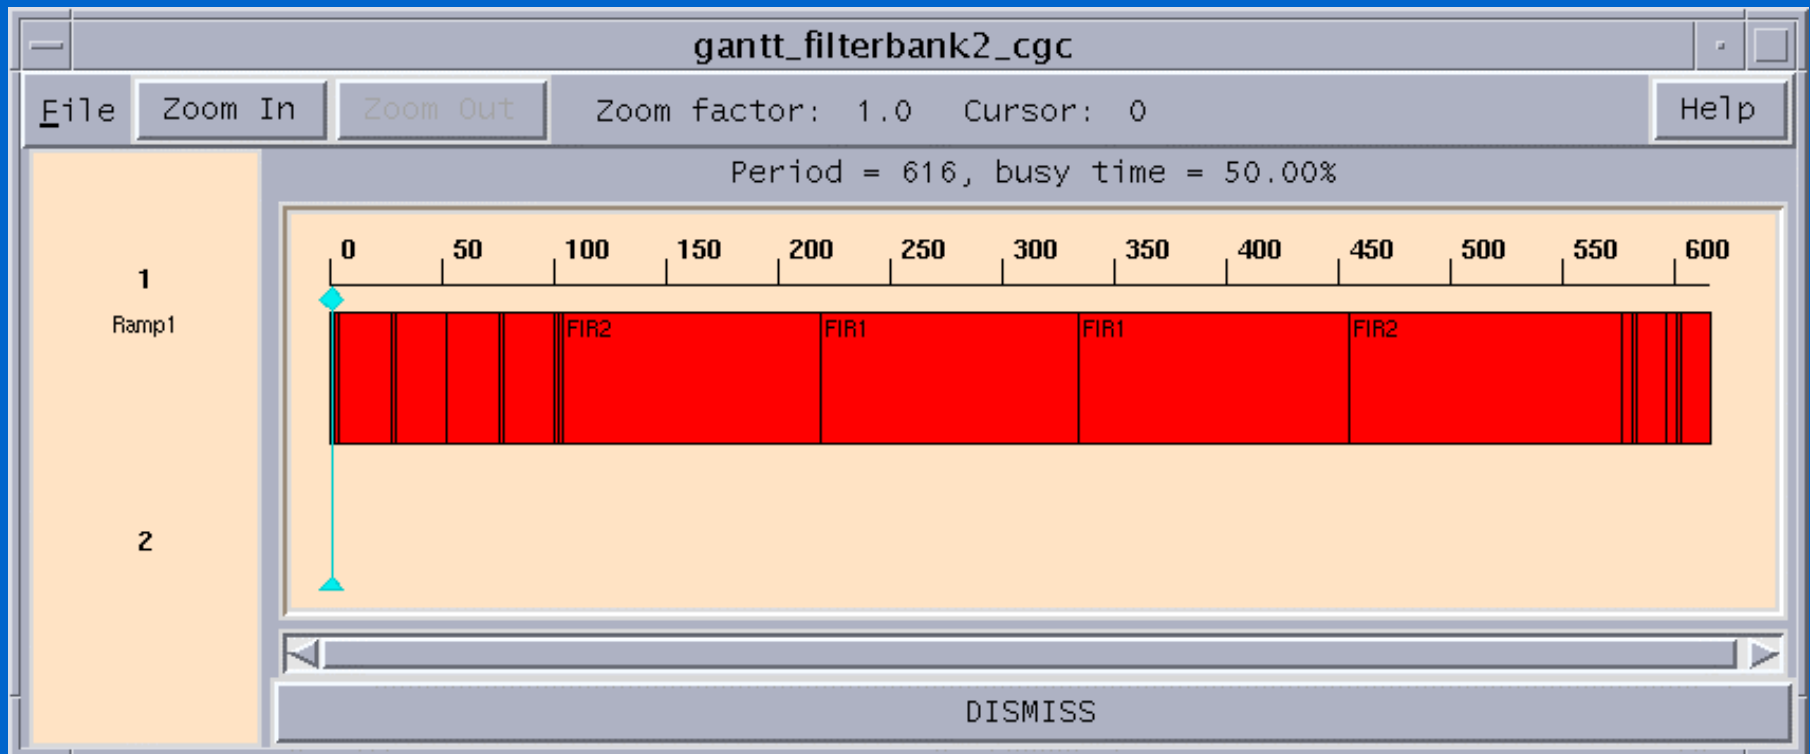 gantt_filterbank2_cgc
File Zoom In Zoom Out Zoom factor: 1.0 Cursor: 0 Help
Period = 616, busy time = 50.00%
0 50 100 150 200 250 300 350 400 450 500 550 600
1
Ramp1
FIR2 FIR1 FIR1 FIR2
2
DISMISS